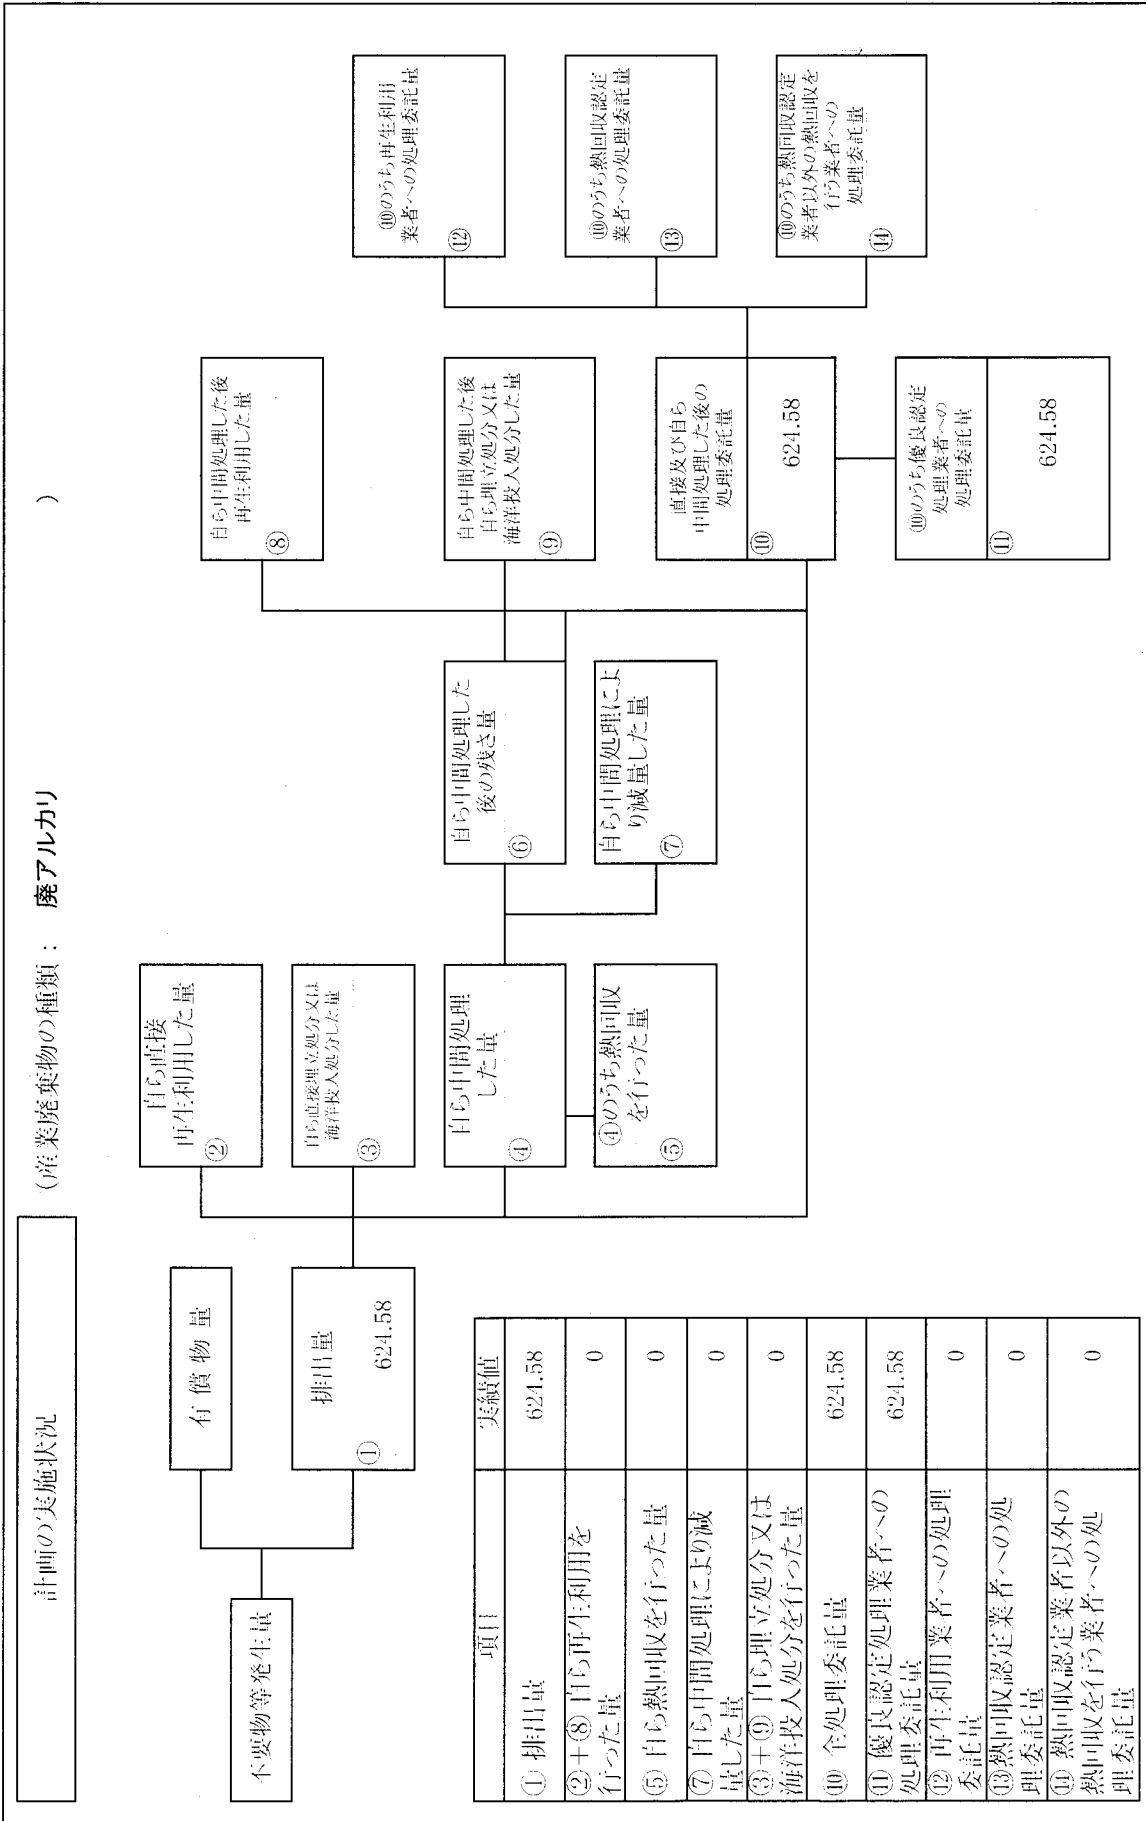 計画の実施状況
（産業廃棄物の種類： 廃アルカリ ）
不要物等発生量
有 償 物 量
排出量
①
624.58
自ら直接
再生利用した量
②
自ら直接埋立処分又は
海洋投入処分した量
③
自ら中間処理
した量
④
④のうち熱回収
を行った量
⑤
自ら中間処理した
後の残さ量
⑥
自ら中間処理によ
り減量した量
⑦
自ら中間処理した後
再生利用した量
⑧
自ら中間処理した後
自ら埋立処分又は
海洋投入処分した量
⑨
直接及び自ら
中間処理した後の
処理委託量
⑩
624.58
⑩のうち優良認定
処理業者への
処理委託量
⑪
624.58
⑩のうち再生利用
業者への処理委託量
⑫
⑩のうち熱回収認定
業者への処理委託量
⑬
⑩のうち熱回収認定
業者以外の熱回収を
行う業者への
処理委託量
⑭
項目 実績値
① 排出量 624.58
②+⑧ 自ら再生利用を
行った量 0
⑤ 自ら熱回収を行った量 0
⑦ 自ら中間処理により減
量した量 0
③+⑨ 自ら埋立処分又は
海洋投入処分を行った量 0
⑩ 全処理委託量 624.58
⑪ 優良認定処理業者への
処理委託量 624.58
⑫ 再生利用業者への処理
委託量 0
⑬熱回収認定業者への処
理委託量 0
⑭ 熱回収認定業者以外の
熱回収を行う業者への処
理委託量 0